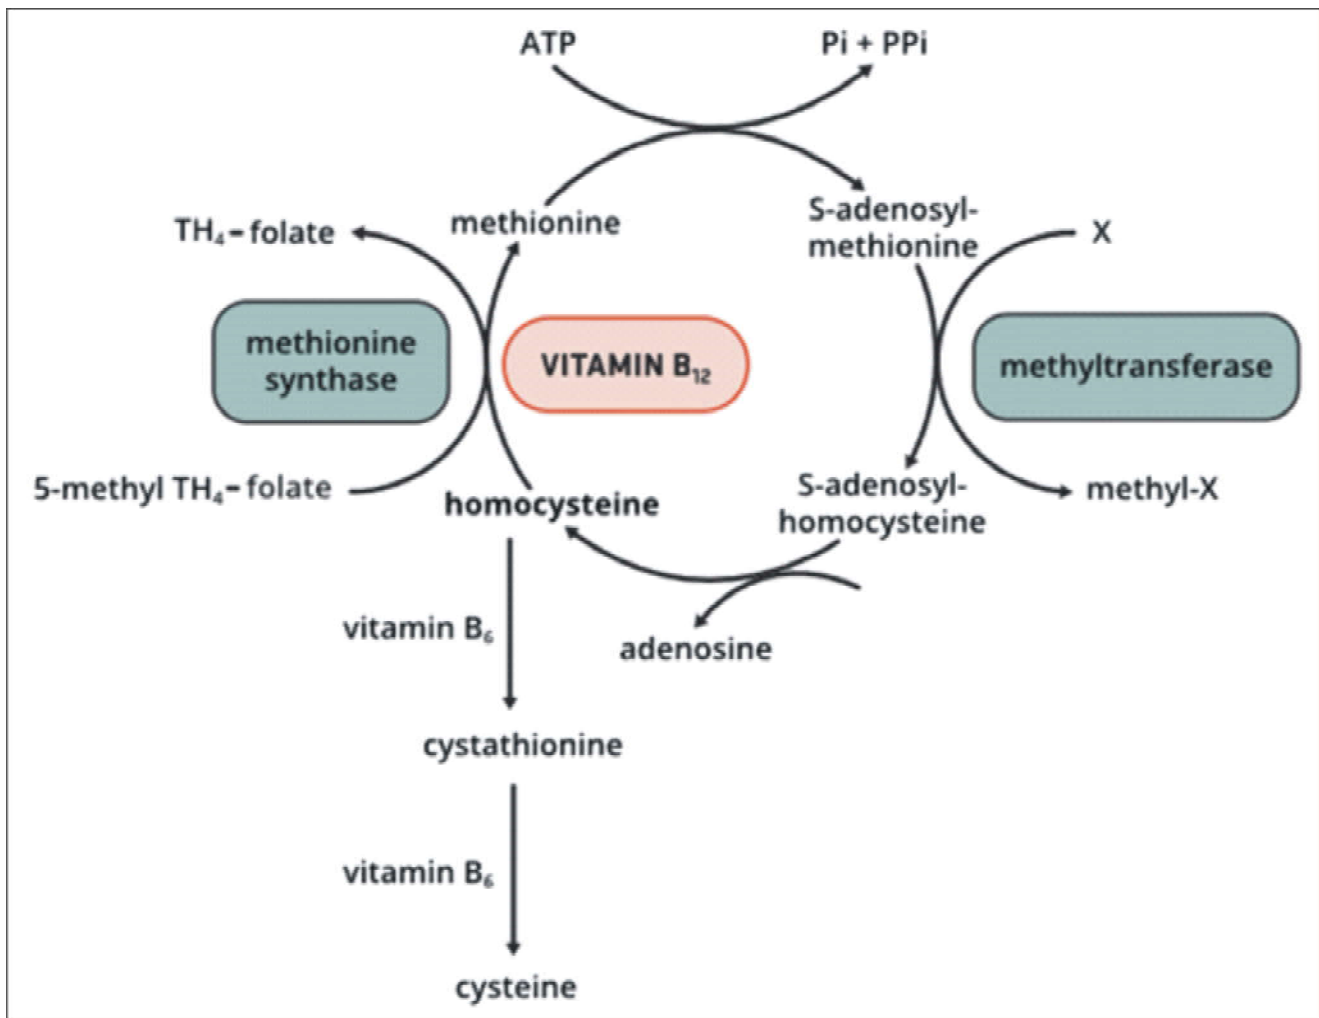 ATP
Pi + PPi
methionine
S-adenosyl-
methionine
TH₄-folate
X
methionine
synthase
VITAMIN B₁₂
methyltransferase
5-methyl TH₄-folate
homocysteine
S-adenosyl-
homocysteine
methyl-X
vitamin B₆
adenosine
cystathionine
vitamin B₆
cysteine